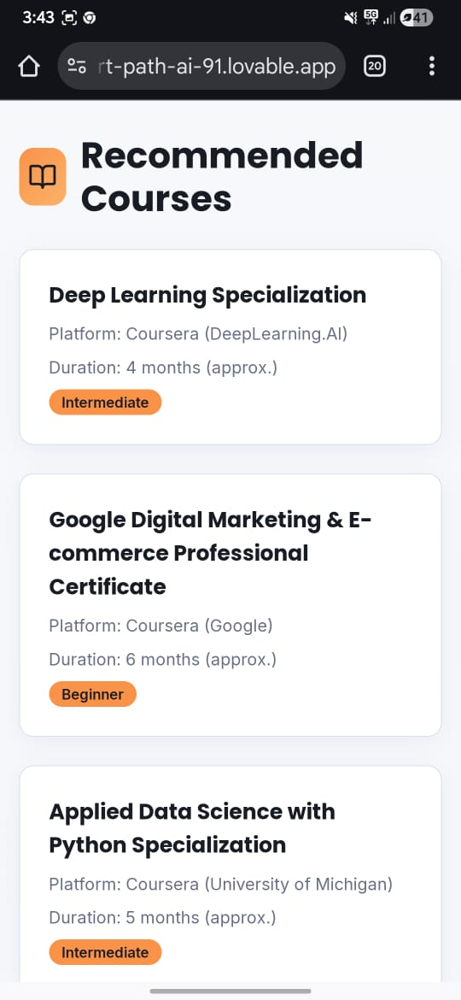 3:43
5G
41
rt-path-ai-91.lovable.app
20
Recommended
Courses
Deep Learning Specialization
Platform: Coursera (DeepLearning.AI)
Duration: 4 months (approx.)
Intermediate
Google Digital Marketing & E-
commerce Professional
Certificate
Platform: Coursera (Google)
Duration: 6 months (approx.)
Beginner
Applied Data Science with
Python Specialization
Platform: Coursera (University of Michigan)
Duration: 5 months (approx.)
Intermediate